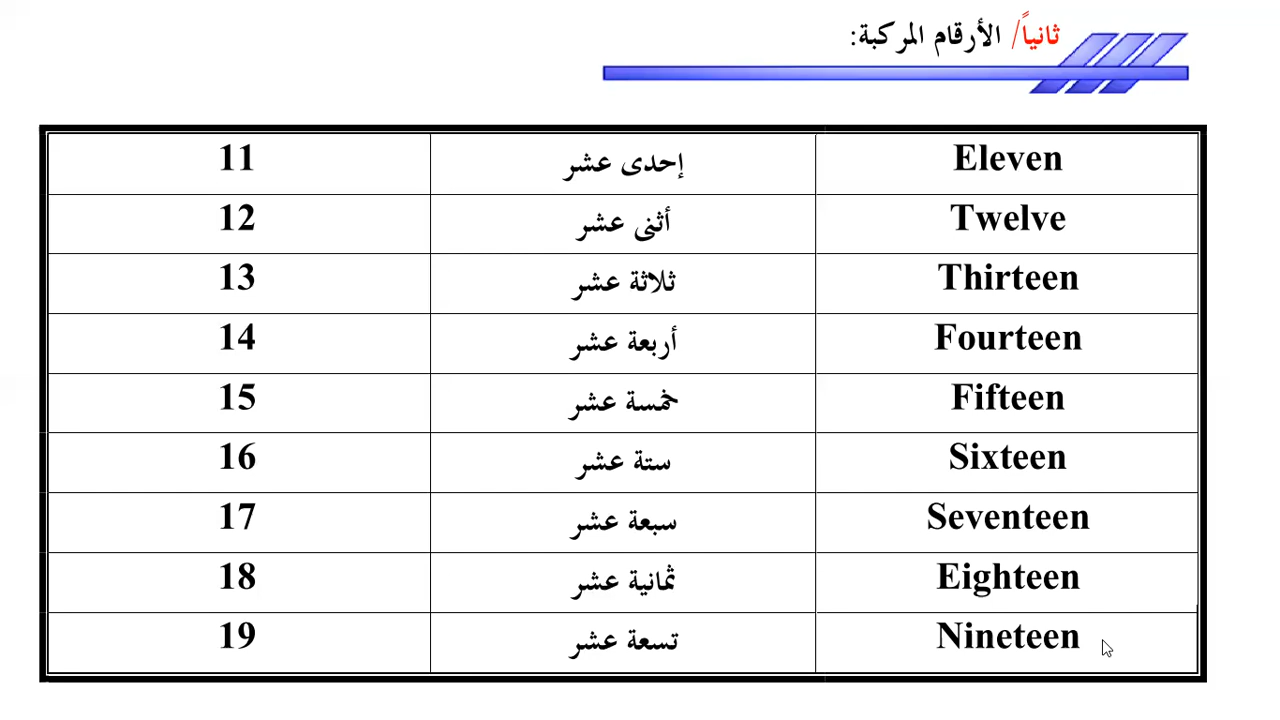 ثانياً/ الأرقام المركبة:
Eleven إحدى عشر 11
Twelve أثنى عشر 12
Thirteen ثلاثة عشر 13
Fourteen أربعة عشر 14
Fifteen خمسة عشر 15
Sixteen ستة عشر 16
Seventeen سبعة عشر 17
Eighteen ثمانية عشر 18
Nineteen تسعة عشر 19